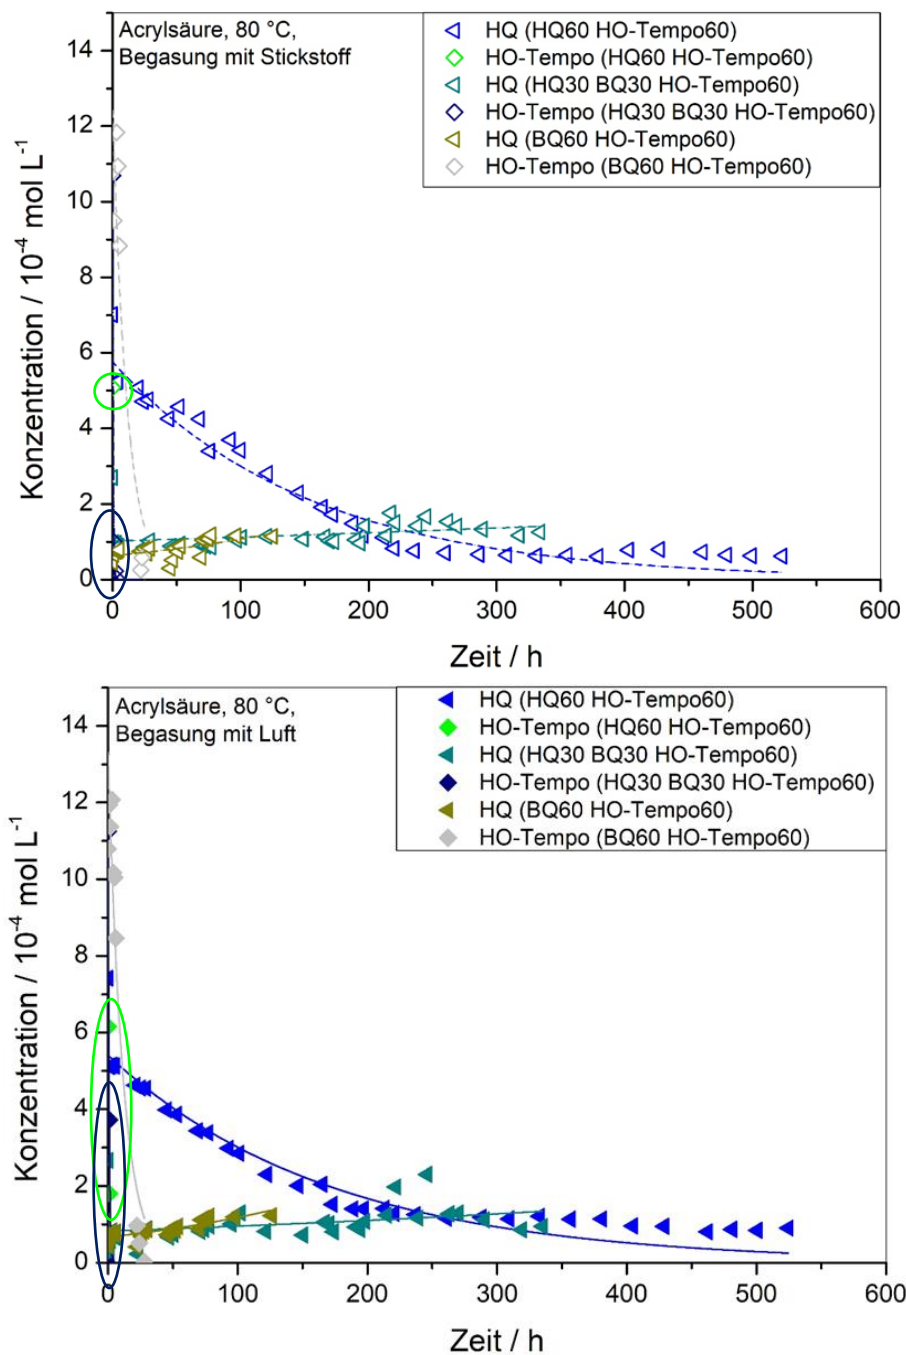 Acrylsäure, 80 °C,
Begasung mit Stickstoff
HQ (HQ60 HO-Tempo60)
HO-Tempo (HQ60 HO-Tempo60)
HQ (HQ30 BQ30 HO-Tempo60)
HO-Tempo (HQ30 BQ30 HO-Tempo60)
HQ (BQ60 HO-Tempo60)
HO-Tempo (BQ60 HO-Tempo60)
Konzentration / 10⁻⁴ mol L⁻¹
14
12
10
8
6
4
2
0
0 100 200 300 400 500 600
Zeit / h
Acrylsäure, 80 °C,
Begasung mit Luft
HQ (HQ60 HO-Tempo60)
HO-Tempo (HQ60 HO-Tempo60)
HQ (HQ30 BQ30 HO-Tempo60)
HO-Tempo (HQ30 BQ30 HO-Tempo60)
HQ (BQ60 HO-Tempo60)
HO-Tempo (BQ60 HO-Tempo60)
Konzentration / 10⁻⁴ mol L⁻¹
14
12
10
8
6
4
2
0
0 100 200 300 400 500 600
Zeit / h